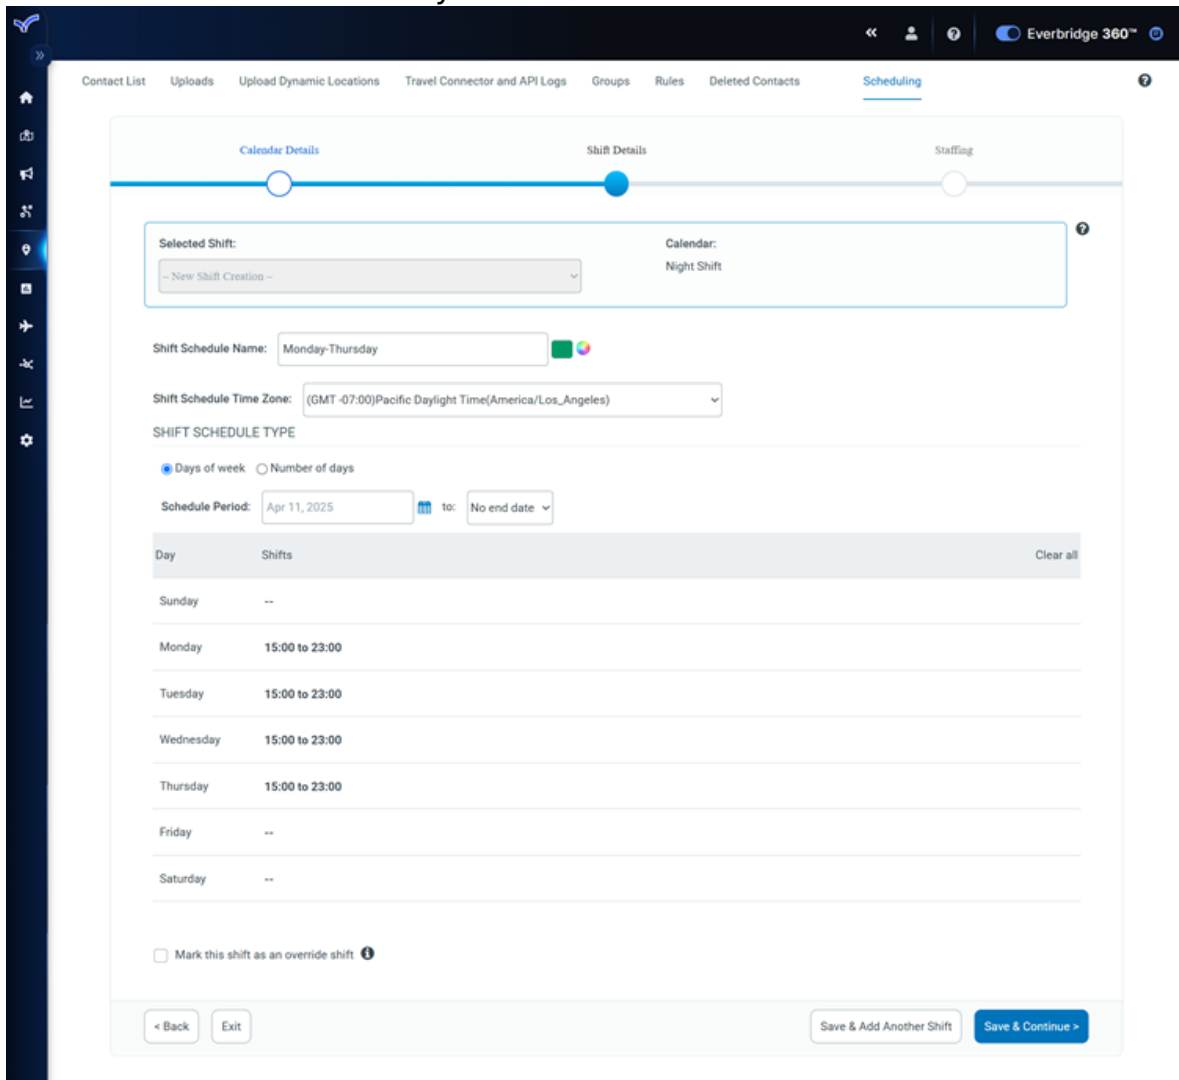 Everbridge 360™
Contact List Uploads Upload Dynamic Locations Travel Connector and API Logs Groups Rules Deleted Contacts Scheduling
Calendar Details Shift Details Staffing
Selected Shift: Calendar:
-- New Shift Creation -- Night Shift
Shift Schedule Name: Monday-Thursday
Shift Schedule Time Zone: (GMT -07:00)Pacific Daylight Time(America/Los_Angeles)
SHIFT SCHEDULE TYPE
Days of week Number of days
Schedule Period: Apr 11, 2025 to: No end date
Day Shifts Clear all
Sunday --
Monday 15:00 to 23:00
Tuesday 15:00 to 23:00
Wednesday 15:00 to 23:00
Thursday 15:00 to 23:00
Friday --
Saturday --
Mark this shift as an override shift
< Back Exit Save & Add Another Shift Save & Continue >